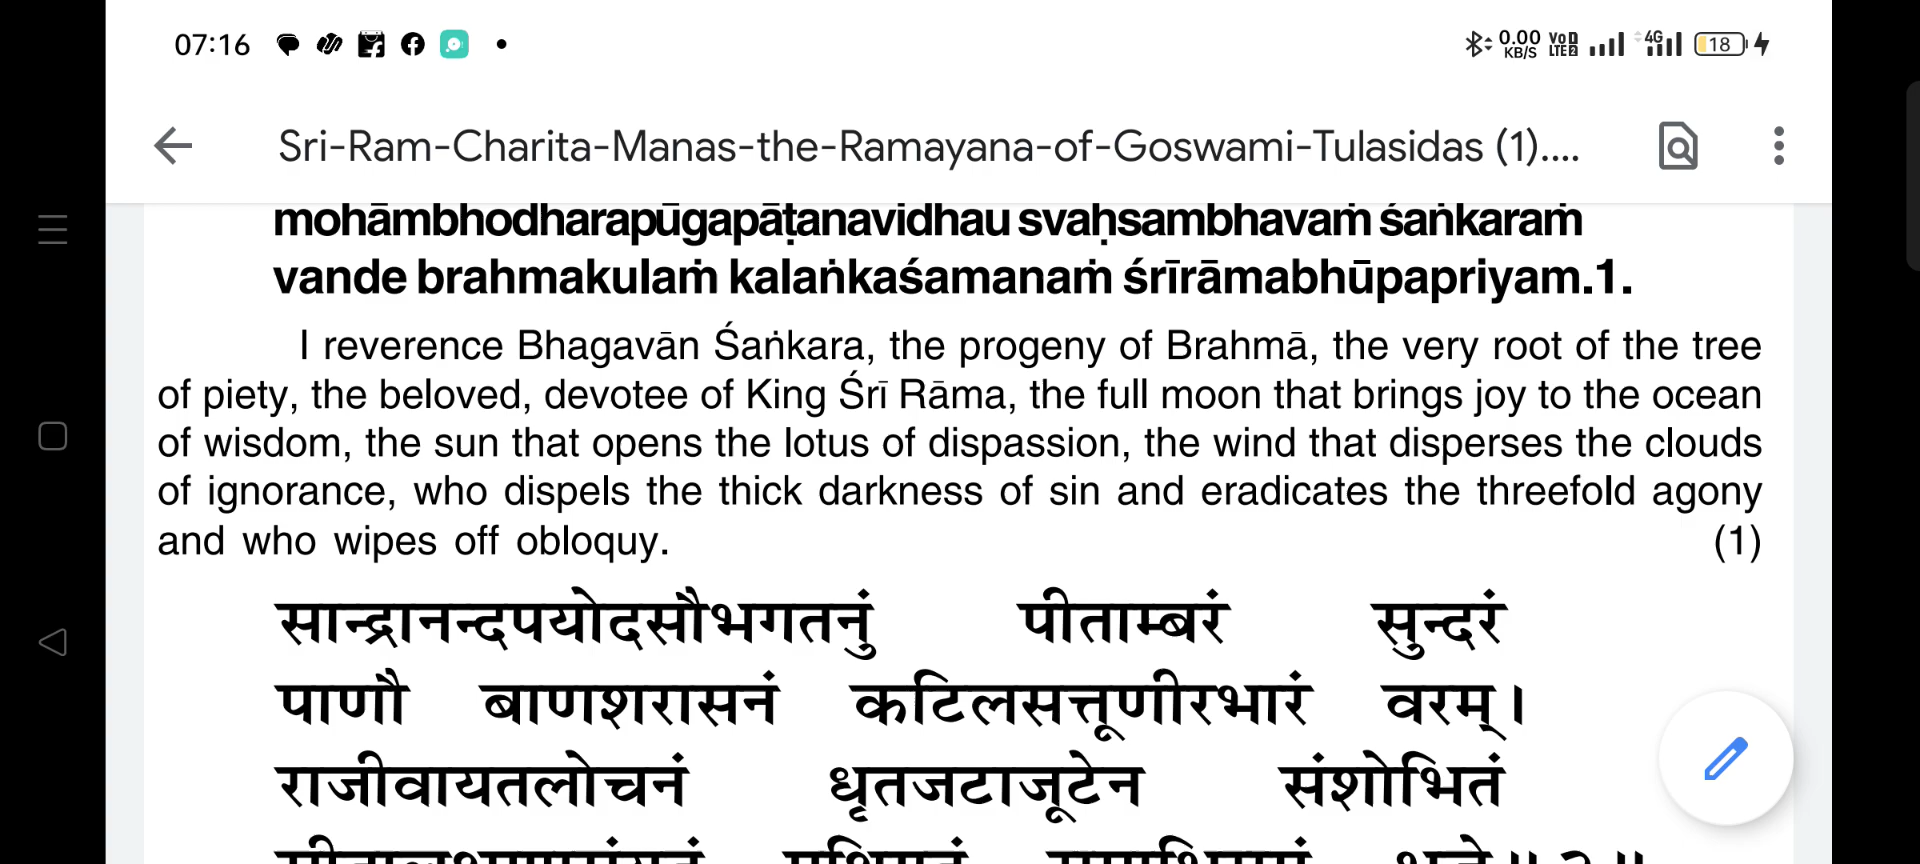 07:16
0.00 KB/S VoD LTE2 4G 18
Sri-Ram-Charita-Manas-the-Ramayana-of-Goswami-Tulasidas (1)....
mohāmbhodharapūgapāṭanavidhau svaḥsambhavaṁ śaṅkaraṁ
vande brahmakulaṁ kalaṅkaśamanaṁ śrīrāmabhūpapriyam.1.
I reverence Bhagavān Śaṅkara, the progeny of Brahmā, the very root of the tree
of piety, the beloved, devotee of King Śrī Rāma, the full moon that brings joy to the ocean
of wisdom, the sun that opens the lotus of dispassion, the wind that disperses the clouds
of ignorance, who dispels the thick darkness of sin and eradicates the threefold agony
and who wipes off obloquy. (1)
सान्द्रानन्दपयोदसौभगतनुं पीताम्बरं सुन्दरं
पाणौ बाणशरासनं कटिलसत्तूणीरभारं वरम्।
राजीवायतलोचनं धृतजटाजूटेन संशोभितं